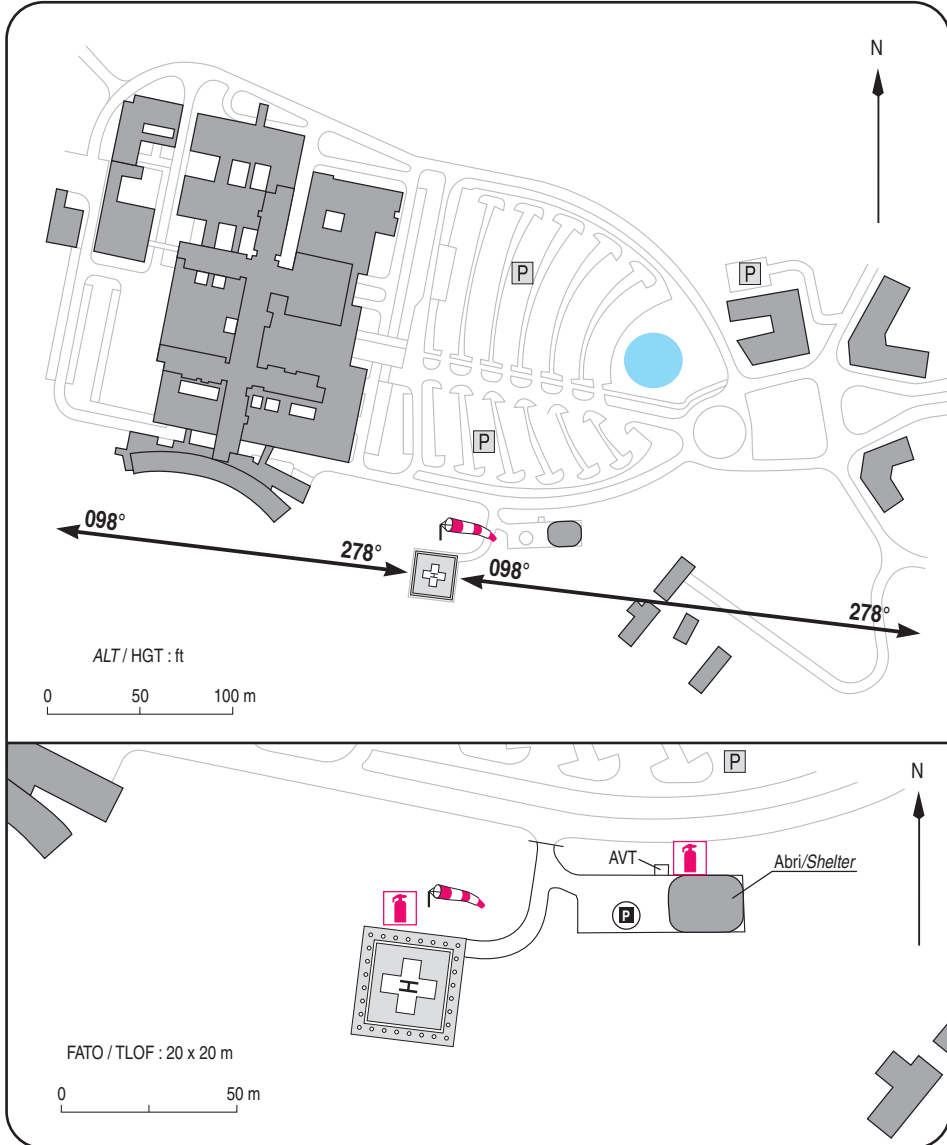 N
P
P
P
098°
278°
098°
278°
H
ALT / HGT : ft
0 50 100 m
P
N
AVT
Abri/Shelter
P
H
FATO / TLOF : 20 x 20 m
0 50 m